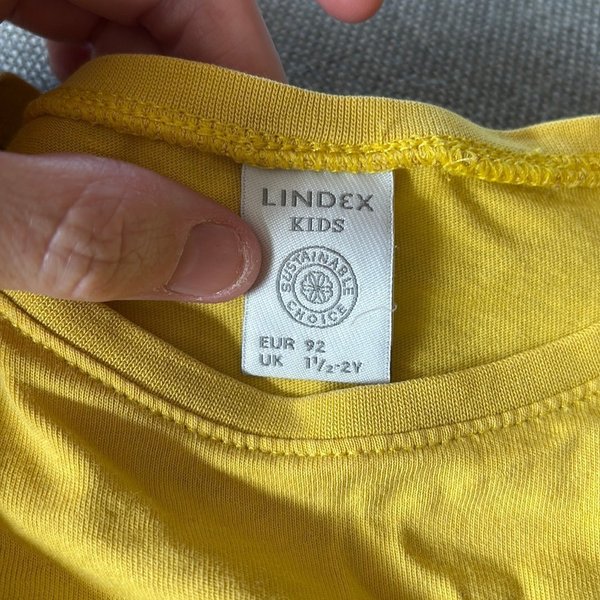 LINDEX
KIDS
SUSTAINABLE
CHOICE
EUR 92
UK 1½-2Y